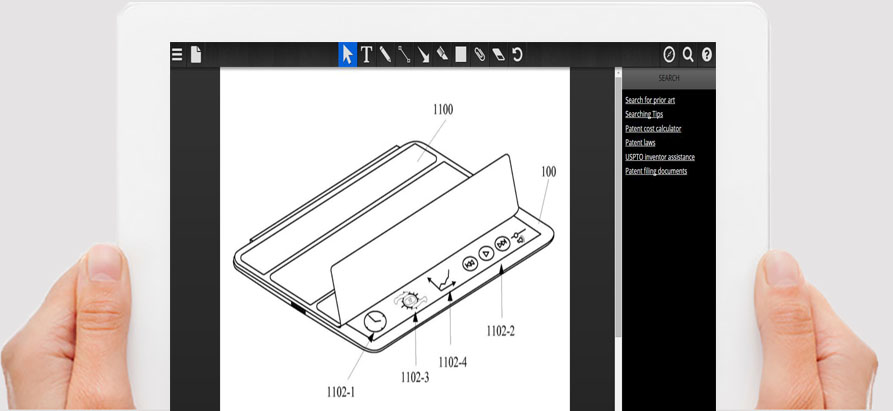 T
?
SEARCH
Search for prior art
Searching Tips
Patent cost calculator
Patent laws
USPTO inventor assistance
Patent filing documents
1100
100
1102-2
1102-4
1102-3
1102-1